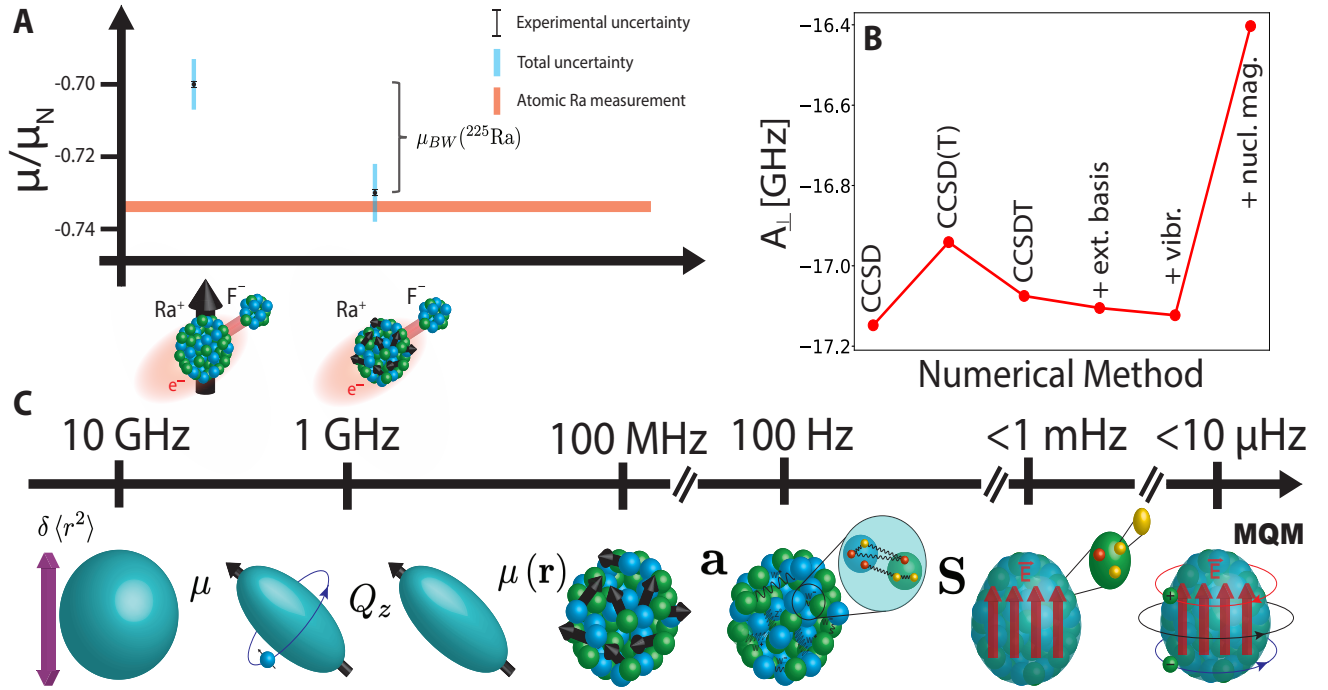 A
Experimental uncertainty
Total uncertainty
Atomic Ra measurement
μ/μN
-0.70
-0.72
-0.74
μBW(²²⁵Ra)
Ra⁺
F⁻
e⁻
Ra⁺
F⁻
e⁻
B
A⊥ [GHz]
−16.4
−16.6
−16.8
−17.0
−17.2
CCSD
CCSD(T)
CCSDT
+ ext. basis
+ vibr.
+ nucl. mag.
Numerical Method
C
10 GHz
1 GHz
100 MHz
100 Hz
<1 mHz
<10 μHz
δ⟨r²⟩
μ
Qz
μ(r)
a
S
E
MQM
E
+
−